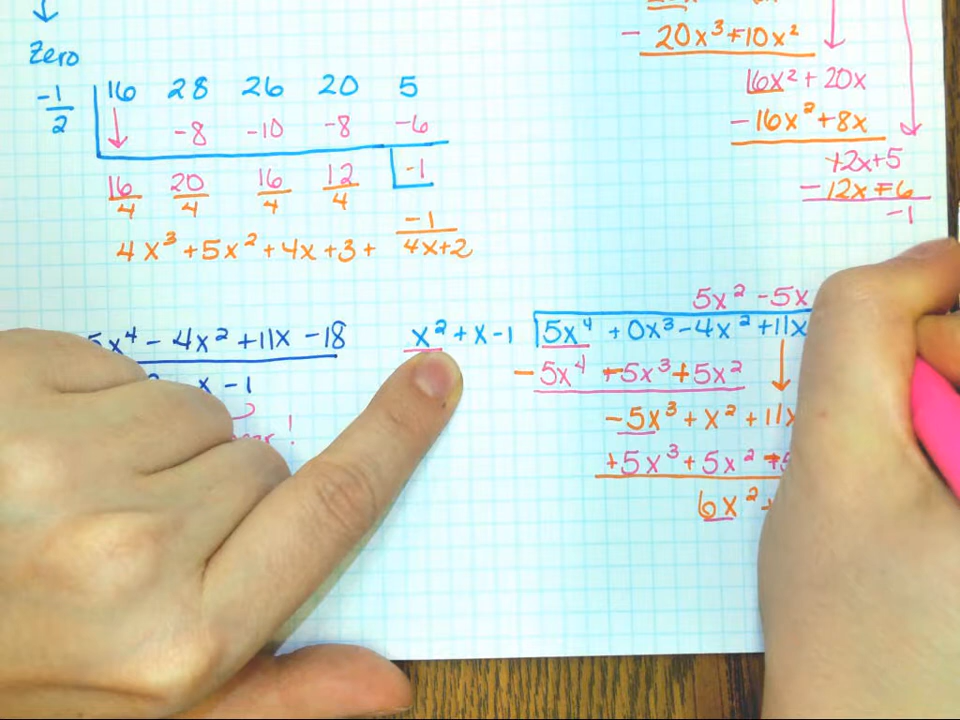 Zero
-1/2 | 16 28 26 20 5
-8 -10 -8 -6
16/4 20/4 16/4 12/4 -1
4x³ + 5x² + 4x + 3 + -1/4x+2
- 20x³ + 10x²
16x² + 20x
- 16x² + 8x
12x + 5
- 12x + 6
-1
5x⁴ - 4x² + 11x - 18
x - 1
5x² - 5x
x² + x - 1 | 5x⁴ + 0x³ - 4x² + 11x
- 5x⁴ + 5x³ + 5x²
- 5x³ + x² + 11x
+ 5x³ + 5x² + 5
6x² +